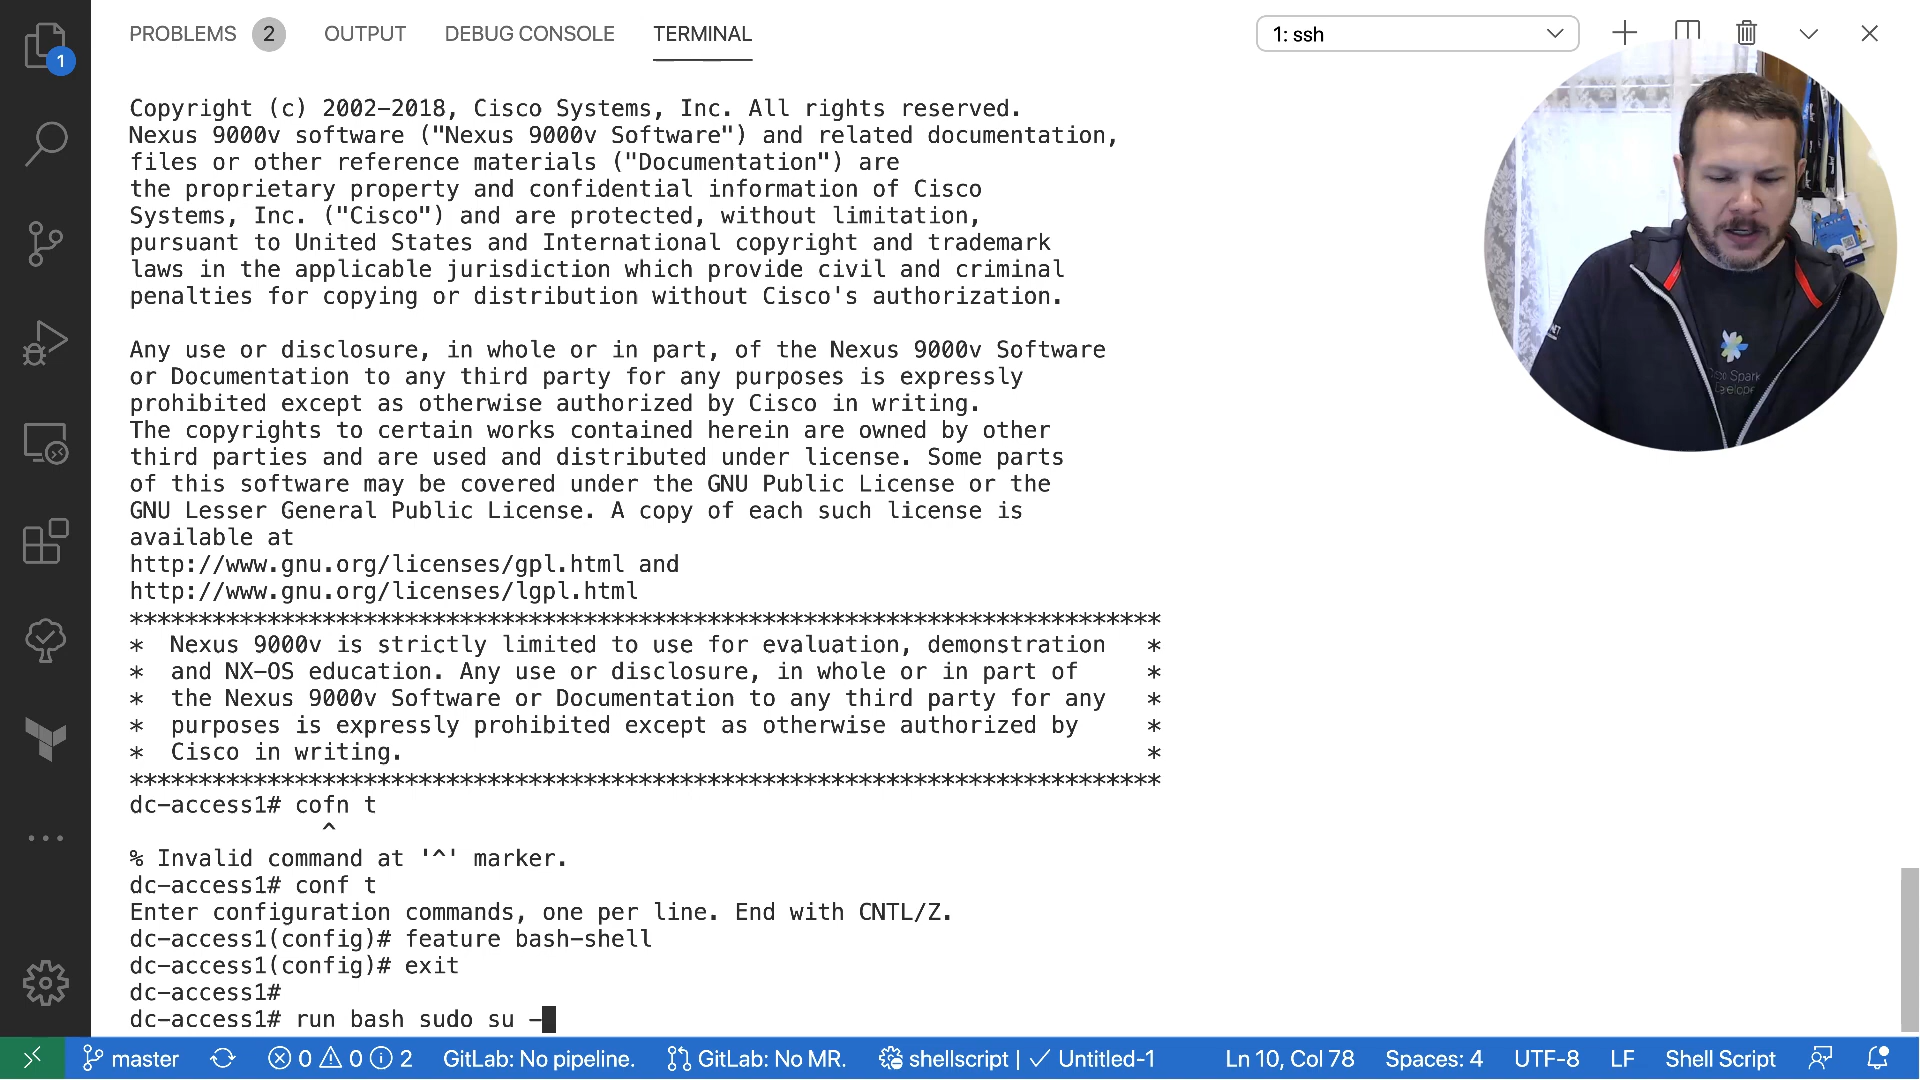 PROBLEMS 2 OUTPUT DEBUG CONSOLE TERMINAL 1: ssh
1
Copyright (c) 2002-2018, Cisco Systems, Inc. All rights reserved.
Nexus 9000v software ("Nexus 9000v Software") and related documentation,
files or other reference materials ("Documentation") are
the proprietary property and confidential information of Cisco
Systems, Inc. ("Cisco") and are protected, without limitation,
pursuant to United States and International copyright and trademark
laws in the applicable jurisdiction which provide civil and criminal
penalties for copying or distribution without Cisco's authorization.
Any use or disclosure, in whole or in part, of the Nexus 9000v Software
or Documentation to any third party for any purposes is expressly
prohibited except as otherwise authorized by Cisco in writing.
The copyrights to certain works contained herein are owned by other
third parties and are used and distributed under license. Some parts
of this software may be covered under the GNU Public License or the
GNU Lesser General Public License. A copy of each such license is
available at
http://www.gnu.org/licenses/gpl.html and
http://www.gnu.org/licenses/lgpl.html
***************************************************************************
* Nexus 9000v is strictly limited to use for evaluation, demonstration *
* and NX-OS education. Any use or disclosure, in whole or in part of *
* the Nexus 9000v Software or Documentation to any third party for any *
* purposes is expressly prohibited except as otherwise authorized by *
* Cisco in writing. *
***************************************************************************
dc-access1# cofn t
^
% Invalid command at '^' marker.
dc-access1# conf t
Enter configuration commands, one per line. End with CNTL/Z.
dc-access1(config)# feature bash-shell
dc-access1(config)# exit
dc-access1#
dc-access1# run bash sudo su -
master 0 0 2 GitLab: No pipeline. GitLab: No MR. shellscript | ✓ Untitled-1 Ln 10, Col 78 Spaces: 4 UTF-8 LF Shell Script